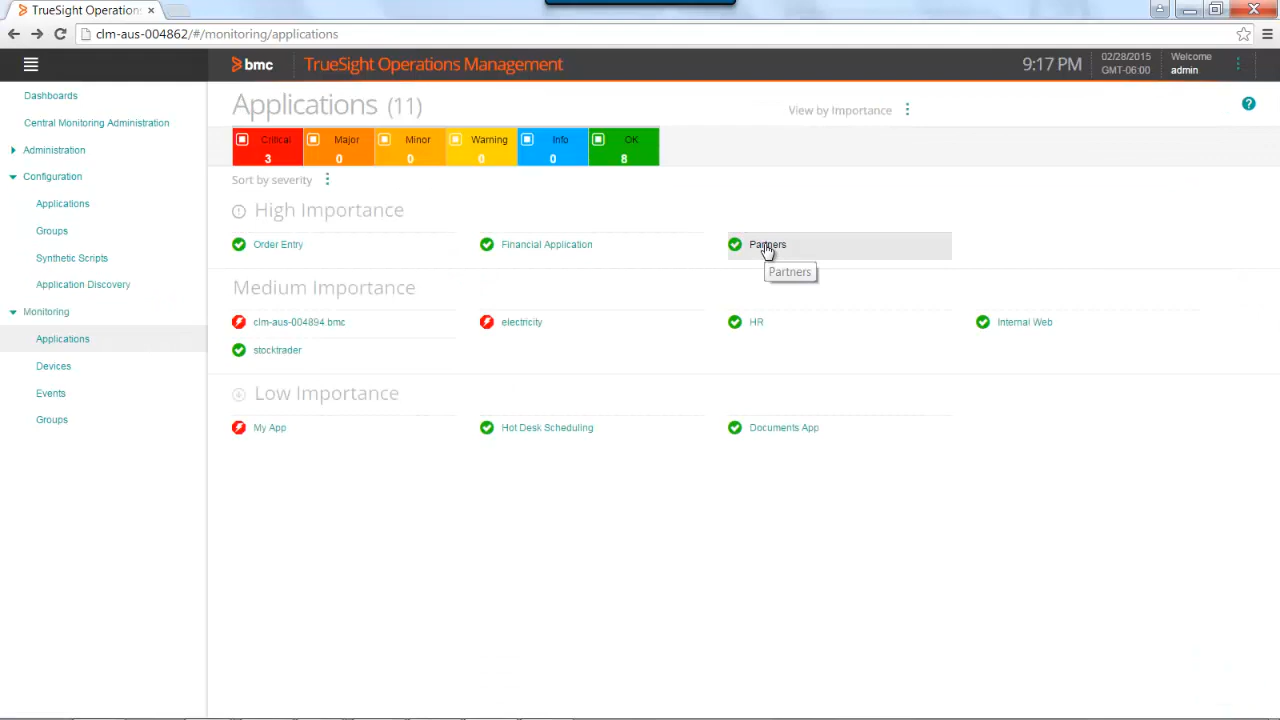 TrueSight Operation:
clm-aus-004862/#/monitoring/applications
bmc TrueSight Operations Management 9:17 PM 02/28/2015 GMT-06:00 Welcome admin
Dashboards
Central Monitoring Administration
Administration
Configuration
Applications
Groups
Synthetic Scripts
Application Discovery
Monitoring
Applications
Devices
Events
Groups
Applications (11)
View by Importance
Critical Major Minor Warning Info OK
3 0 0 0 0 8
Sort by severity
High Importance
Order Entry Financial Application Partners
Partners
Medium Importance
clm-aus-004894 bmc electricity HR Internal Web
stocktrader
Low Importance
My App Hot Desk Scheduling Documents App